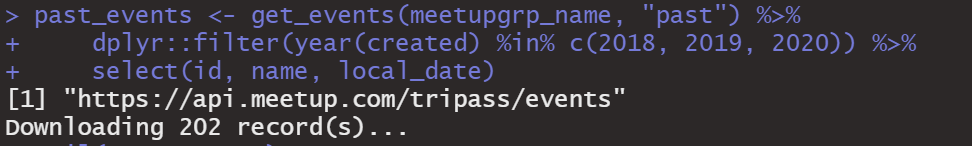 > past_events <- get_events(meetupgrp_name, "past") %>%
+     dplyr::filter(year(created) %in% c(2018, 2019, 2020)) %>%
+     select(id, name, local_date)
[1] "https://api.meetup.com/tripass/events"
Downloading 202 record(s)...